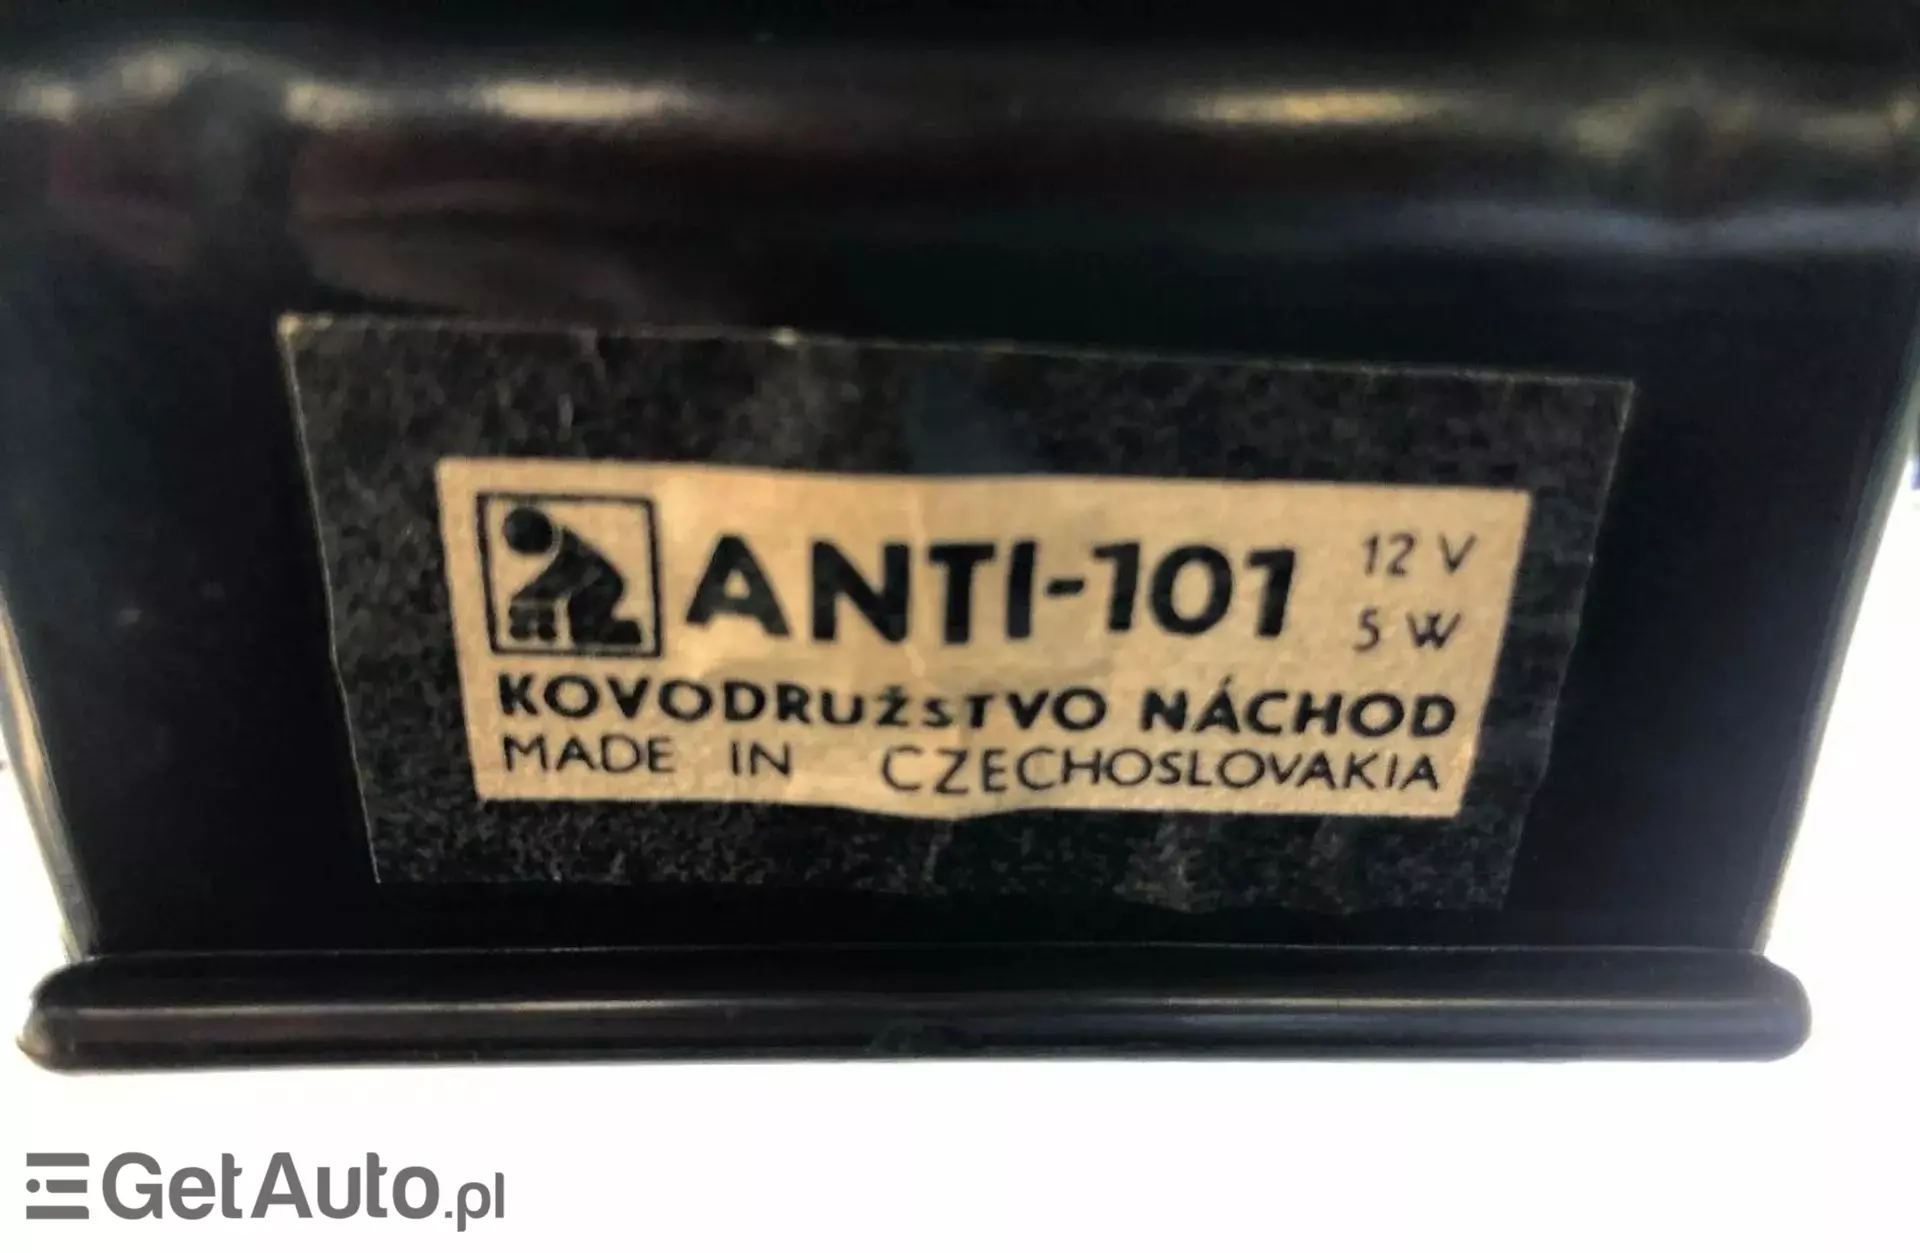 ANTI-101 12 V
5 W
KOVODRUŽSTVO NÁCHOD
MADE IN CZECHOSLOVAKIA
GetAuto.pl